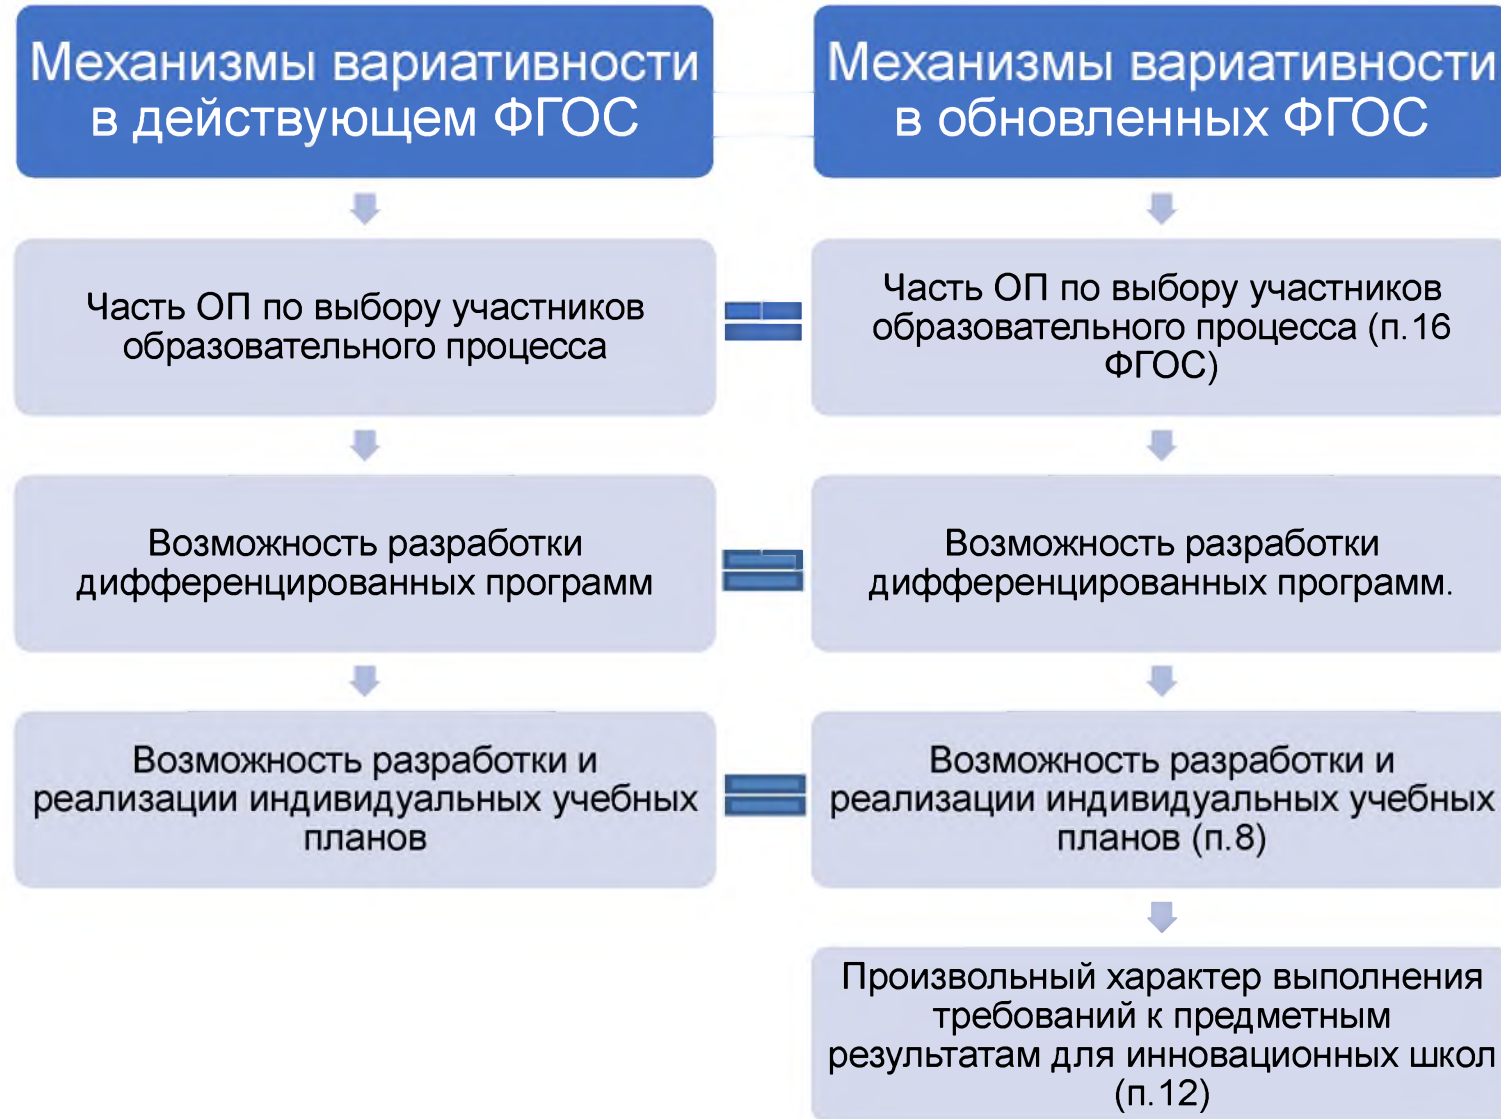 Механизмы вариативности
в действующем ФГОС
Часть ОП по выбору участников
образовательного процесса
Возможность разработки
дифференцированных программ
Возможность разработки и
реализации индивидуальных учебных
планов
Механизмы вариативности
в обновленных ФГОС
Часть ОП по выбору участников
образовательного процесса (п.16
ФГОС)
Возможность разработки
дифференцированных программ.
Возможность разработки и
реализации индивидуальных учебных
планов (п.8)
Произвольный характер выполнения
требований к предметным
результатам для инновационных школ
(п.12)